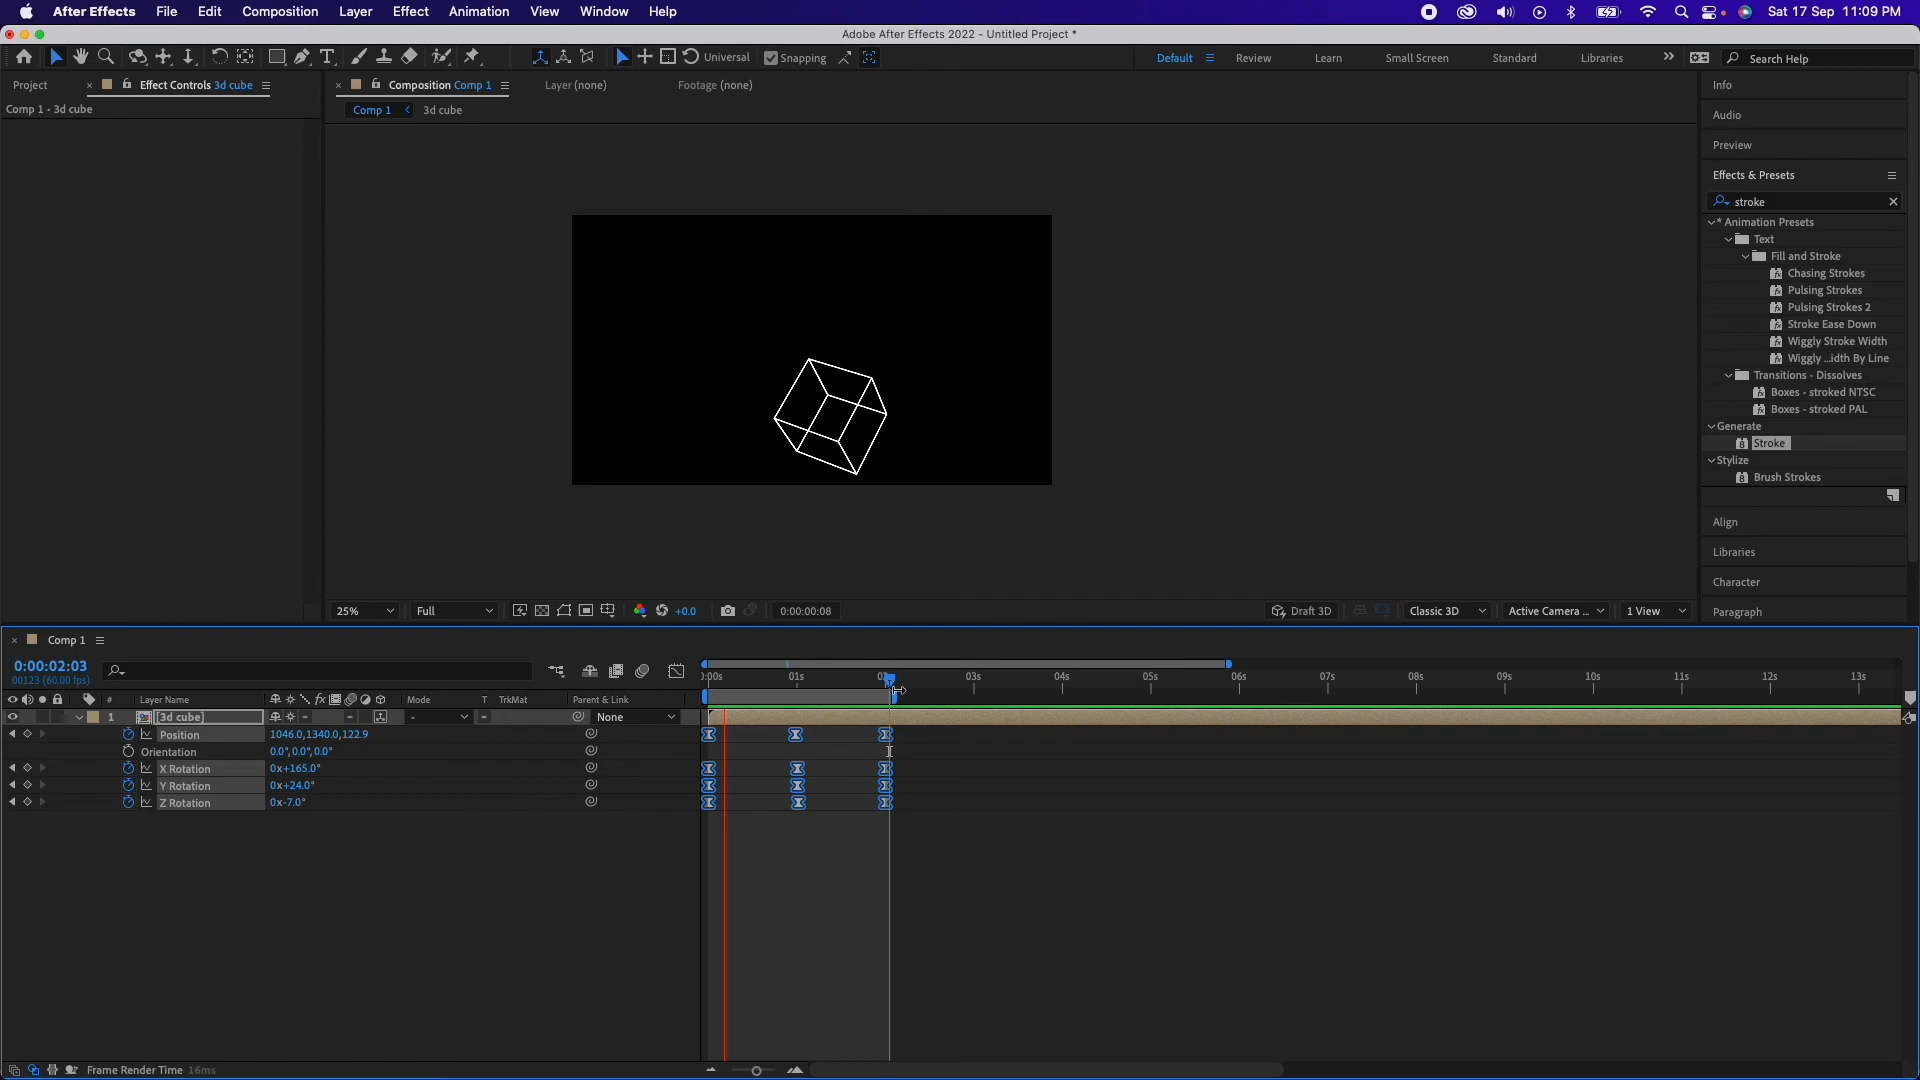 After Effects File Edit Composition Layer Effect Animation View Window Help Sat 17 Sep 11:09 PM
Adobe After Effects 2022 - Untitled Project *
Universal Snapping Default Review Learn Small Screen Standard Libraries Search Help
Project Effect Controls 3d cube Composition Comp 1 Layer (none) Footage (none) Info
Comp 1 • 3d cube Comp 1 3d cube
Audio
Preview
Effects & Presets
stroke
* Animation Presets
Text
Fill and Stroke
Chasing Strokes
Pulsing Strokes
Pulsing Strokes 2
Stroke Ease Down
Wiggly Stroke Width
Wiggly ...idth By Line
Transitions - Dissolves
Boxes - stroked NTSC
Boxes - stroked PAL
Generate
Stroke
Stylize
Brush Strokes
Align
Libraries
Character
Paragraph
25% Full +0.0 0:00:00:08 Draft 3D Classic 3D Active Camera ... 1 View
Comp 1
0:00:02:03
00123 (60.00 fps)
:00s 01s 03s 04s 05s 06s 07s 08s 09s 10s 11s 12s 13s
# Layer Name Mode T TrkMat Parent & Link
1 [3d cube] - None
Position 1046.0,1340.0,122.9
Orientation 0.0°,0.0°,0.0°
X Rotation 0x+165.0°
Y Rotation 0x+24.0°
Z Rotation 0x-7.0°
Frame Render Time 16ms